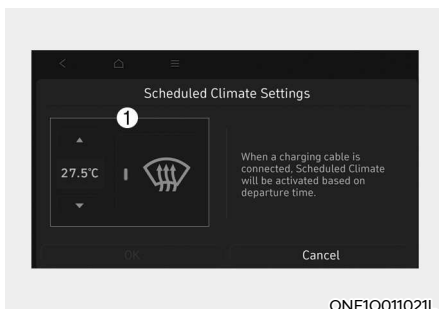 Scheduled Climate Settings
1
27.5°C
When a charging cable is
connected, Scheduled Climate
will be activated based on
departure time.
OK
Cancel
ONE1Q011021L